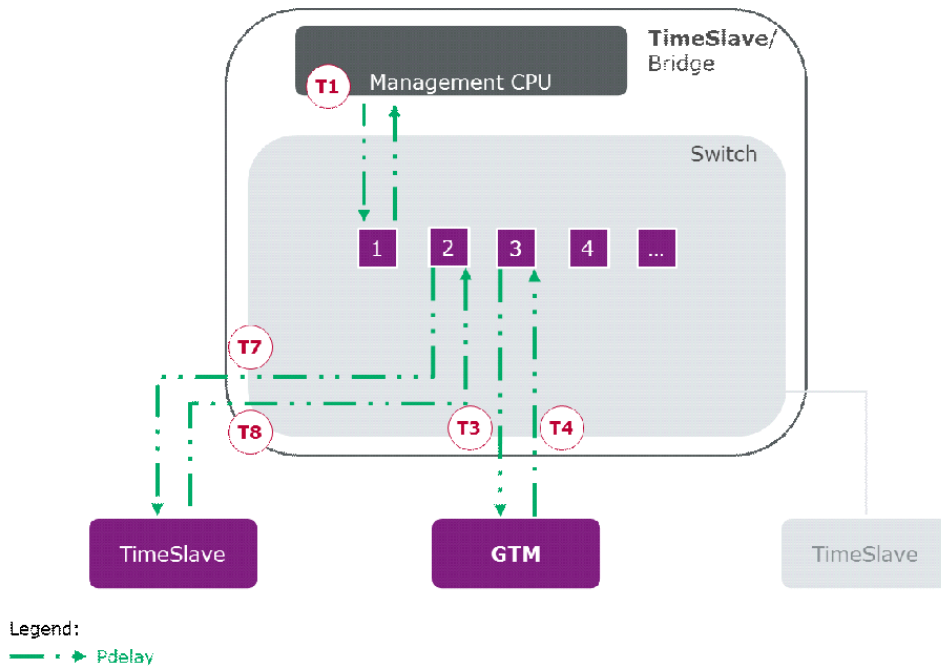 TimeSlave/
Bridge
Management CPU
T1
Switch
1 2 3 4 ...
T7
T8
T3
T4
TimeSlave
GTM
TimeSlave
Legend:
Pdelay